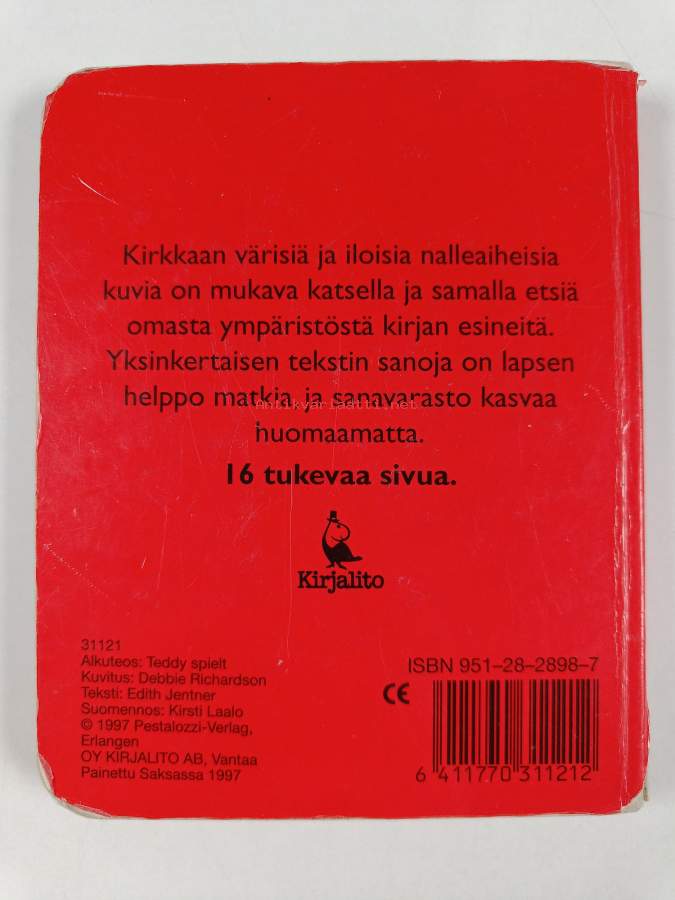 Kirkkaan värisiä ja iloisia nalleaiheisia
kuvia on mukava katsella ja samalla etsiä
omasta ympäristöstä kirjan esineitä.
Yksinkertaisen tekstin sanoja on lapsen
helppo matkia ja sanavarasto kasvaa
Antikvariaatti.net
huomaamatta.
16 tukevaa sivua.
Kirjalito
31121
Alkuteos: Teddy spielt
Kuvitus: Debbie Richardson
Teksti: Edith Jentner
Suomennos: Kirsti Laalo
© 1997 Pestalozzi-Verlag,
Erlangen
OY KIRJALITO AB, Vantaa
Painettu Saksassa 1997
ISBN 951-28-2898-7
CE
6 411770 311212